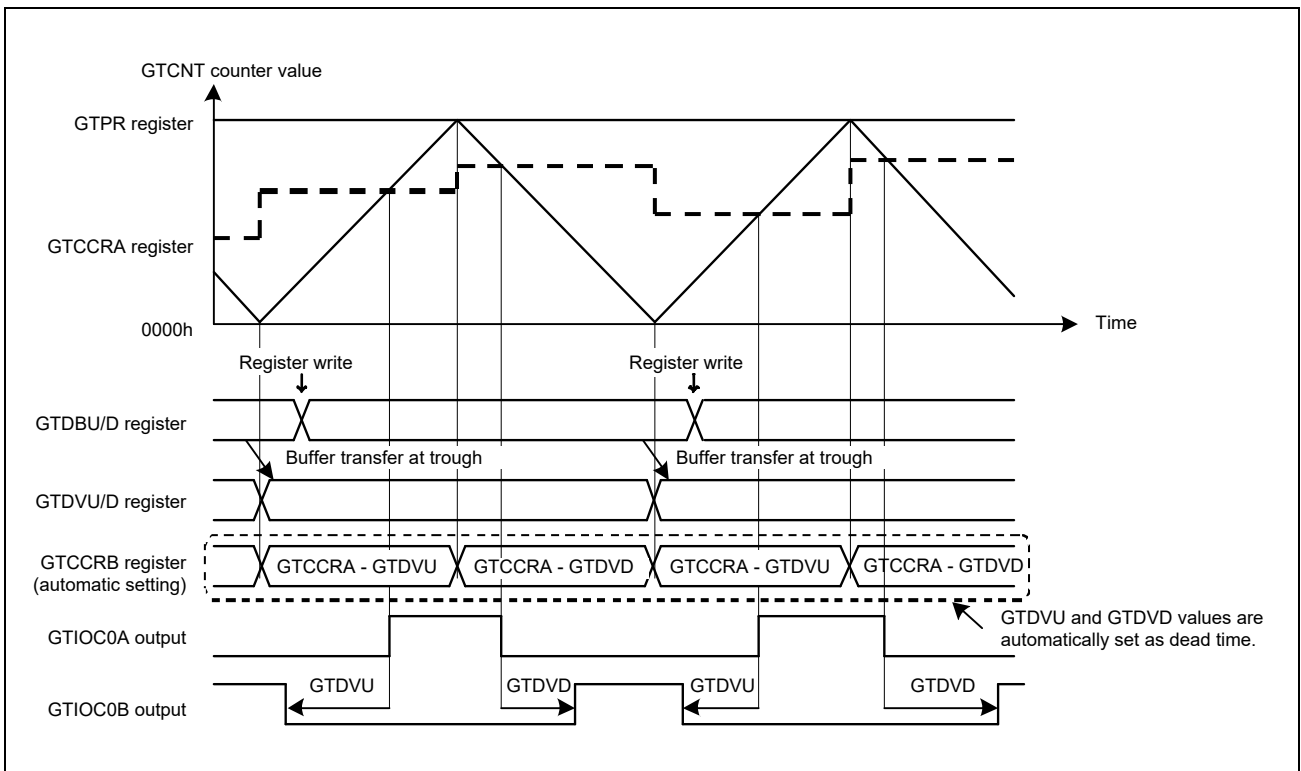 GTCNT counter value
GTPR register
GTCCRA register
0000h
Time
Register write
Register write
GTDBU/D register
Buffer transfer at trough
Buffer transfer at trough
GTDVU/D register
GTCCRB register
(automatic setting)
GTCCRA - GTDVU
GTCCRA - GTDVD
GTCCRA - GTDVU
GTCCRA - GTDVD
GTDVU and GTDVD values are
automatically set as dead time.
GTIOC0A output
GTDVU
GTDVD
GTDVU
GTDVD
GTIOC0B output